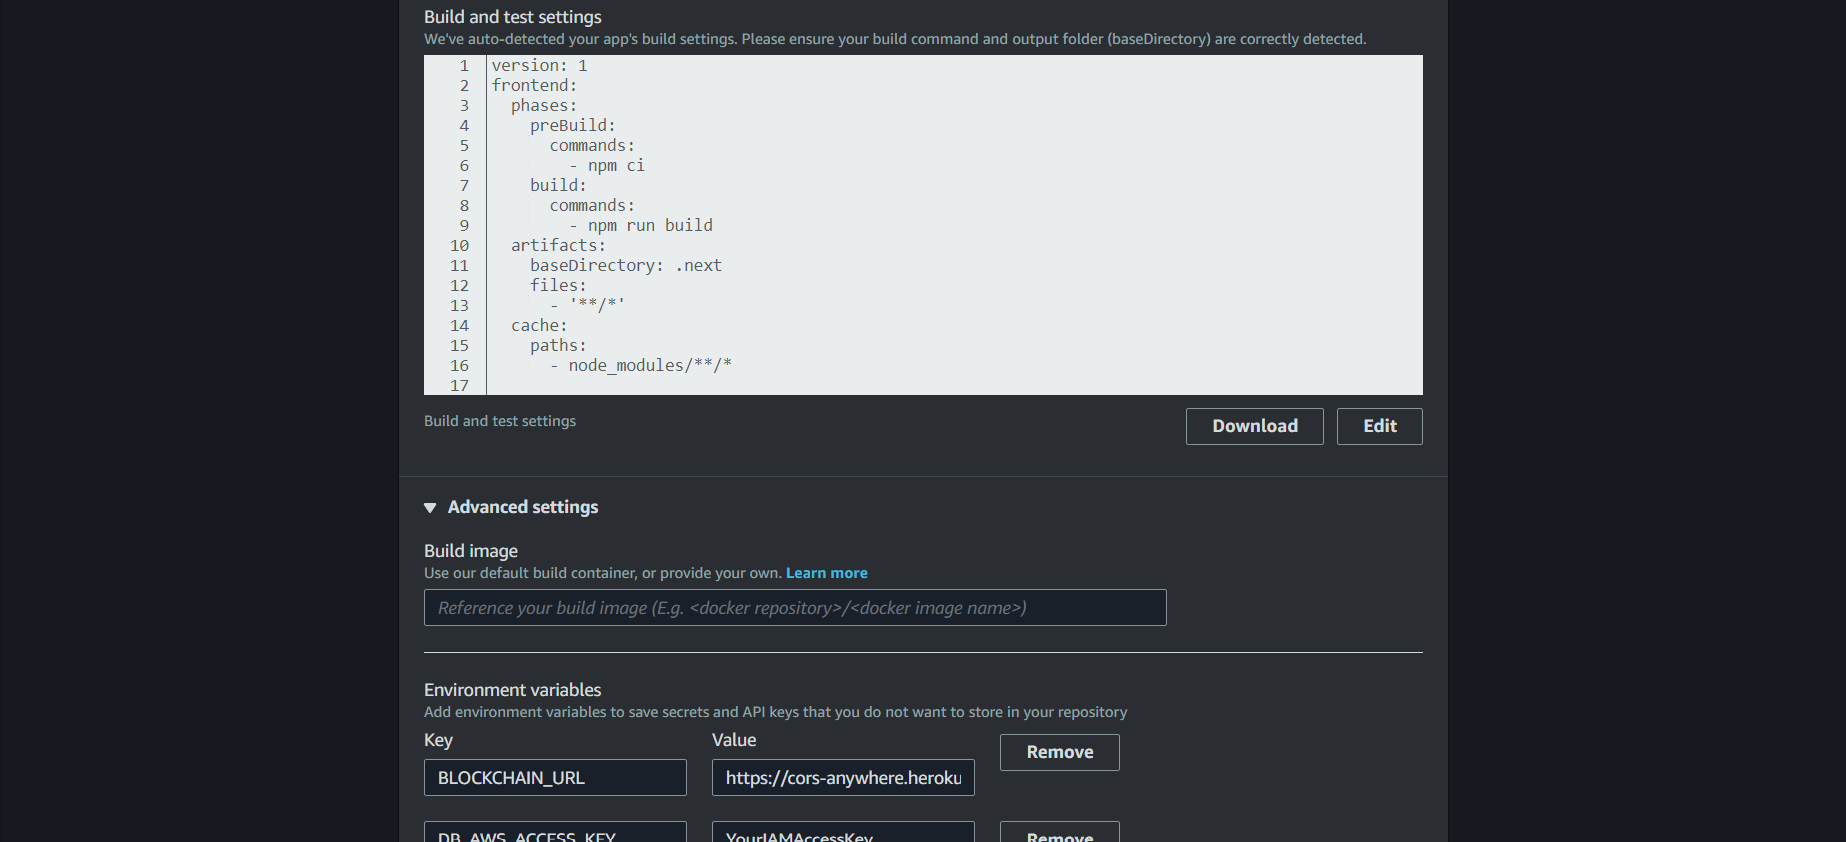 Build and test settings
We've auto-detected your app's build settings. Please ensure your build command and output folder (baseDirectory) are correctly detected.
1 version: 1
2 frontend:
3 phases:
4 preBuild:
5 commands:
6 - npm ci
7 build:
8 commands:
9 - npm run build
10 artifacts:
11 baseDirectory: .next
12 files:
13 - '**/*'
14 cache:
15 paths:
16 - node_modules/**/*
17
Build and test settings
Download Edit
Advanced settings
Build image
Use our default build container, or provide your own. Learn more
Reference your build image (E.g. <docker repository>/<docker image name>)
Environment variables
Add environment variables to save secrets and API keys that you do not want to store in your repository
Key Value
Remove
BLOCKCHAIN_URL https://cors-anywhere.heroku
DB_AWS_ACCESS_KEY YourIAMAccessKey Remove